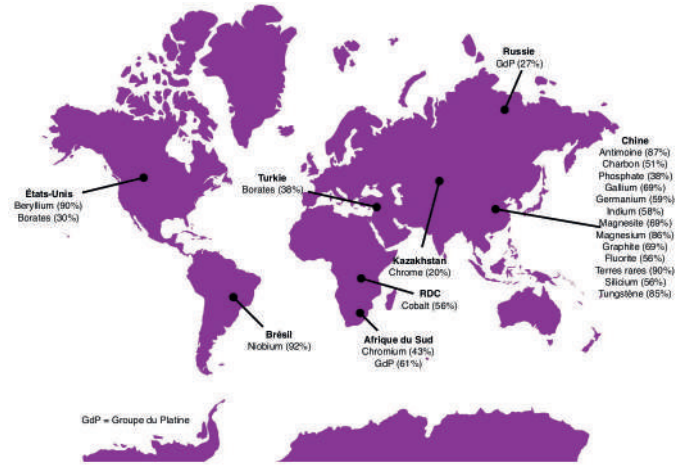 Russie
GdP (27%)
Chine
Antimoine (87%)
Charbon (51%)
Phosphate (38%)
Gallium (69%)
Germanium (59%)
Indium (58%)
Magnesite (69%)
Magnesium (86%)
Graphite (69%)
Fluorite (56%)
Terres rares (90%)
Silicium (56%)
Tungstène (85%)
États-Unis
Beryllium (90%)
Borates (30%)
Turkie
Borates (38%)
Kazakhstan
Chrome (20%)
RDC
Cobalt (56%)
Brésil
Niobium (92%)
Afrique du Sud
Chromium (43%)
GdP (61%)
GdP = Groupe du Platine